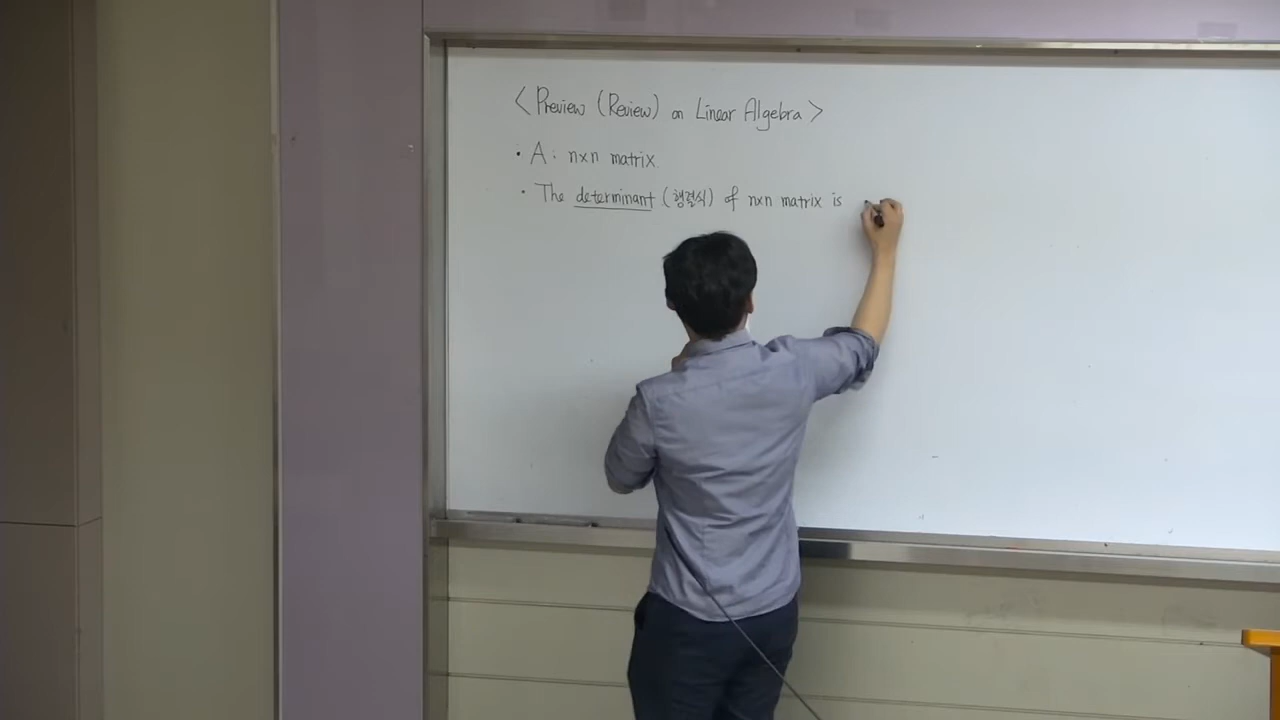 <Preview (Review) on Linear Algebra>
• A : n×n matrix.
• The determinant (행렬식) of n×n matrix is